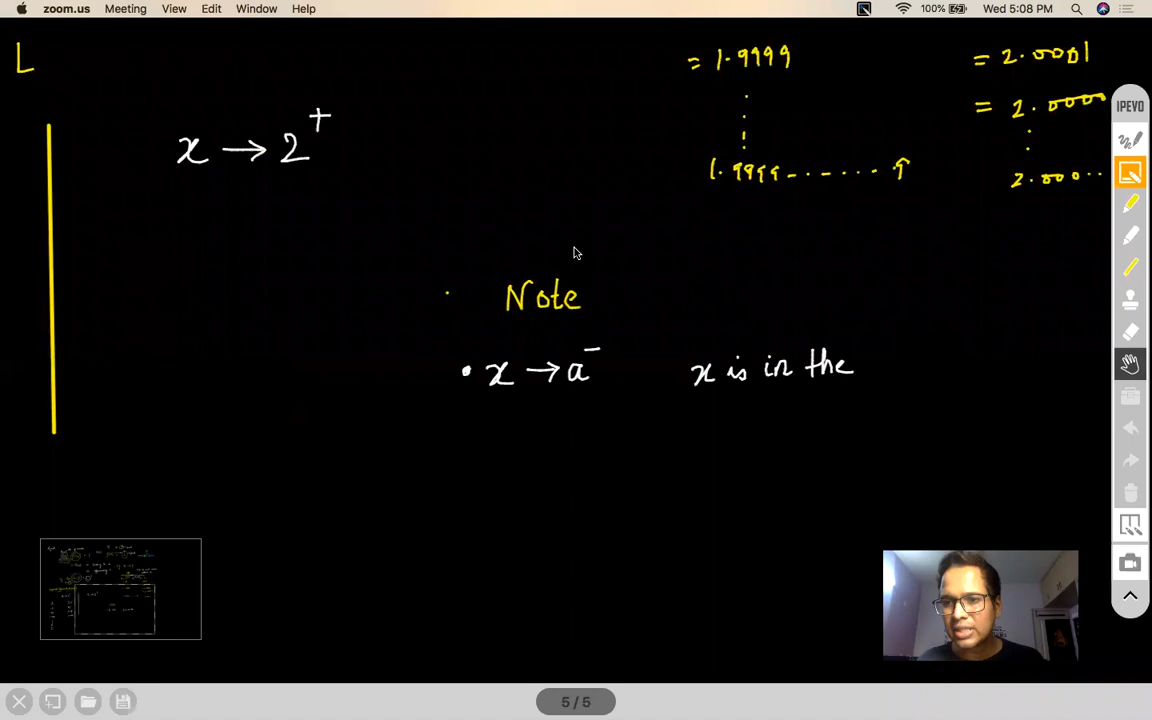 zoom.us Meeting View Edit Window Help 100% Wed 5:08 PM
L
= 1.9999
= 2.0001
= 2.0000
x → 2⁺
1.9999-.-...9
2.000..
IPEVO
Note
• x → a⁻ x is in the
5 / 5